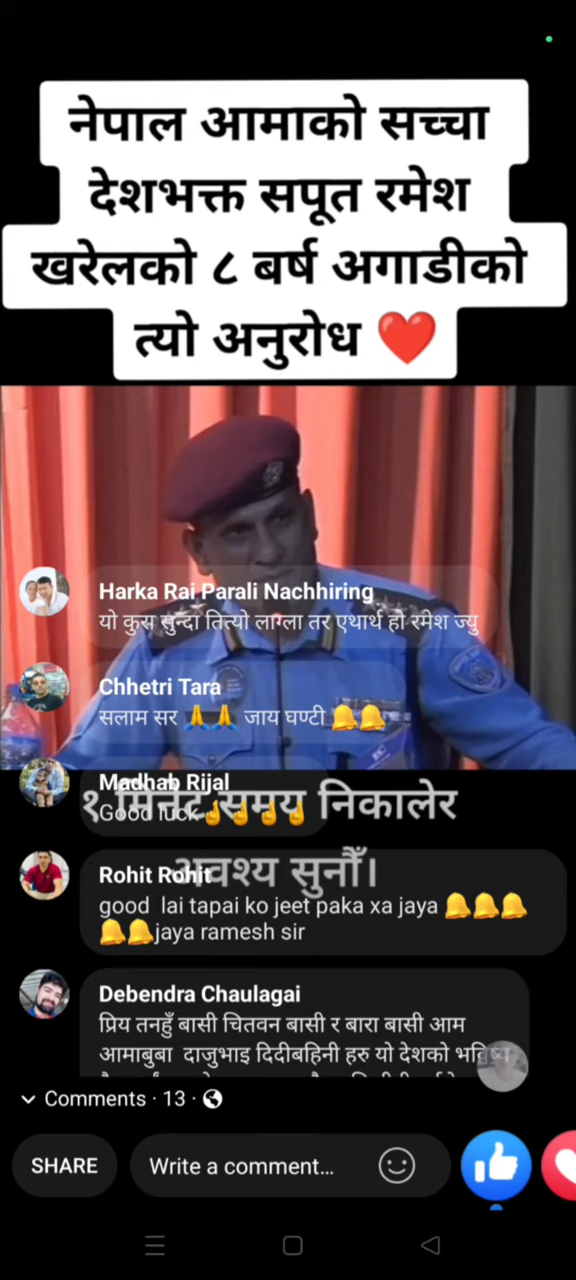 नेपाल आमाको सच्चा
देशभक्त सपूत रमेश
खरेलको ८ बर्ष अगाडीको
त्यो अनुरोध ❤️
Harka Rai Parali Nachhiring
यो कुरा सुन्दा तित्यो लाग्ला तर एथार्थ हो रमेश ज्यु
Chhetri Tara
सलाम सर 🙏🙏 जाय घण्टी 🔔🔔
Madhab Rijal
Good luck🤞🤞🤞🤞
१ मिनेट समय निकालेर
Rohit Rohit
अवश्य सुनौं।
good lai tapai ko jeet paka xa jaya 🔔🔔🔔
🔔🔔jaya ramesh sir
Debendra Chaulagai
प्रिय तनहुँ बासी चितवन बासी र बारा बासी आम
आमाबुबा दाजुभाइ दिदीबहिनी हरु यो देशको भविष्य
Comments · 13 ·
SHARE
Write a comment...